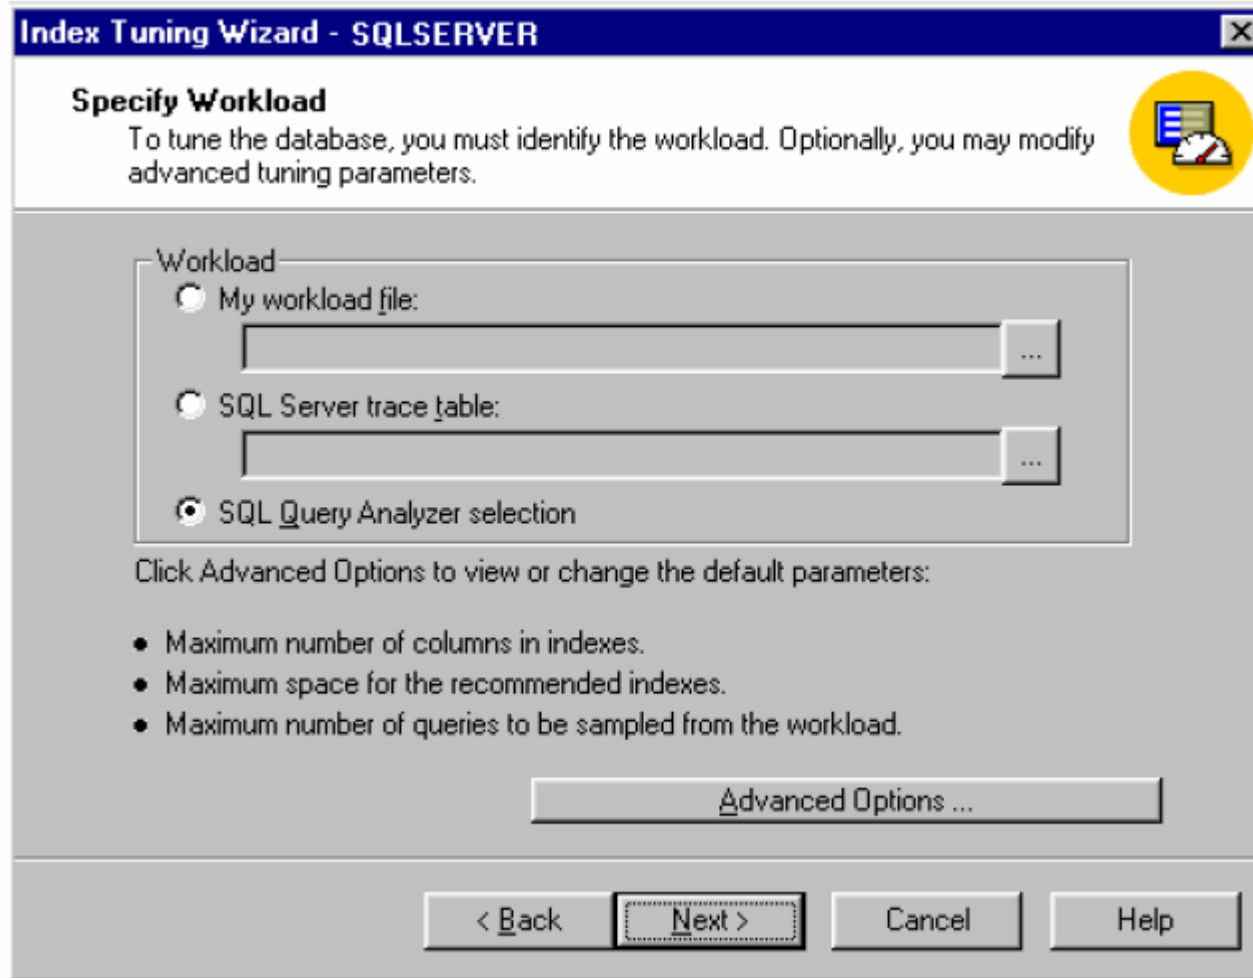 Index Tuning Wizard - SQLSERVER
Specify Workload
To tune the database, you must identify the workload. Optionally, you may modify
advanced tuning parameters.
Workload
My workload file:
...
SQL Server trace table:
...
SQL Query Analyzer selection
Click Advanced Options to view or change the default parameters:
● Maximum number of columns in indexes.
● Maximum space for the recommended indexes.
● Maximum number of queries to be sampled from the workload.
Advanced Options ...
< Back Next > Cancel Help